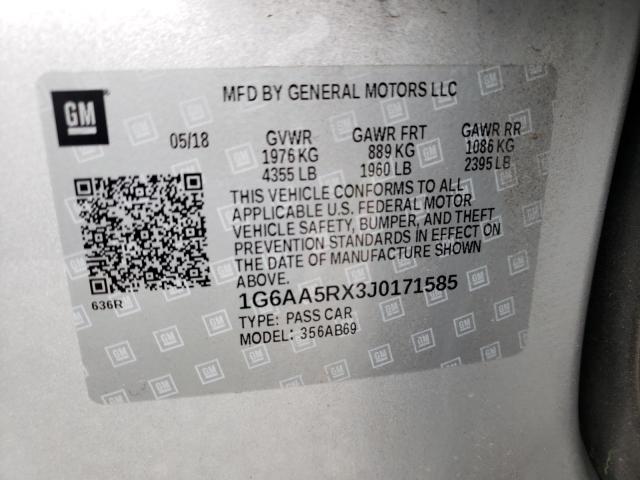 GM
MFD BY GENERAL MOTORS LLC
05/18 GVWR GAWR FRT GAWR RR
1976 KG 889 KG 1086 KG
4355 LB 1960 LB 2395 LB
THIS VEHICLE CONFORMS TO ALL
APPLICABLE U.S. FEDERAL MOTOR
VEHICLE SAFETY, BUMPER, AND THEFT
PREVENTION STANDARDS IN EFFECT ON
THE DATE OF MANUFACTURE SHOWN
ABOVE.
636R
1G6AA5RX3J0171585
TYPE: PASS CAR
MODEL: 356AB69